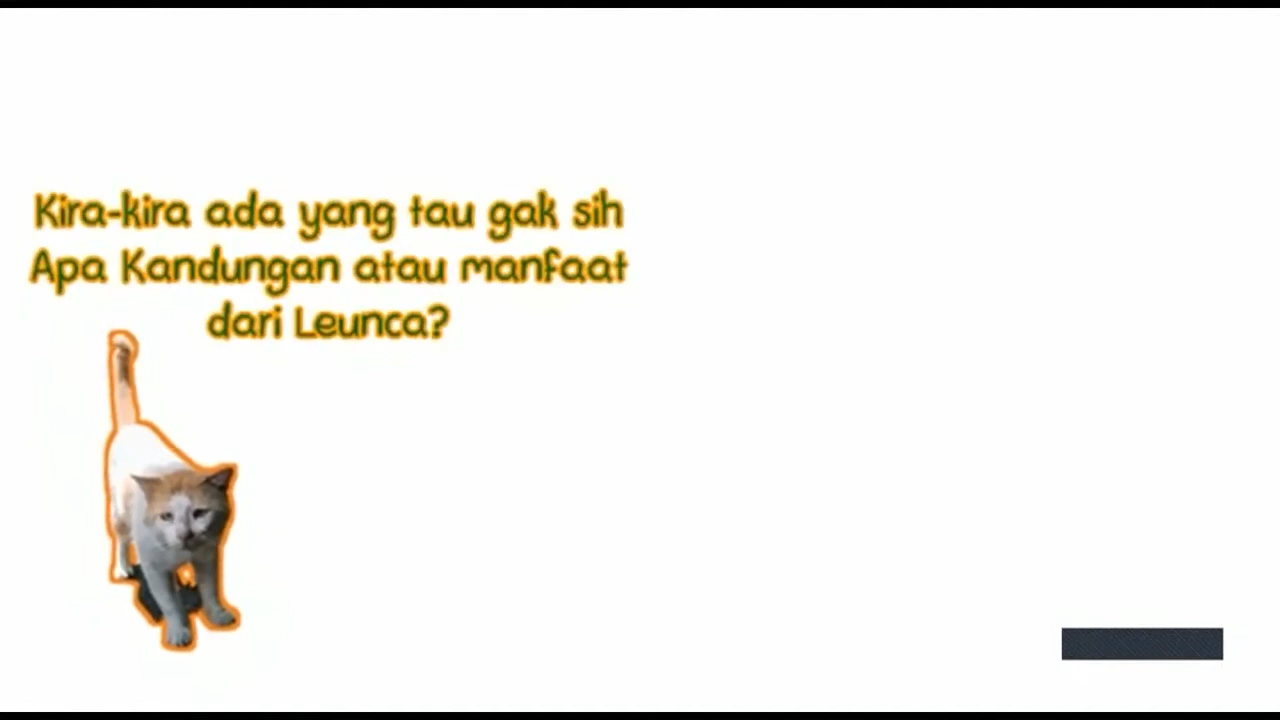 Kira-kira ada yang tau gak sih
Apa Kandungan atau manfaat
dari Leunca?